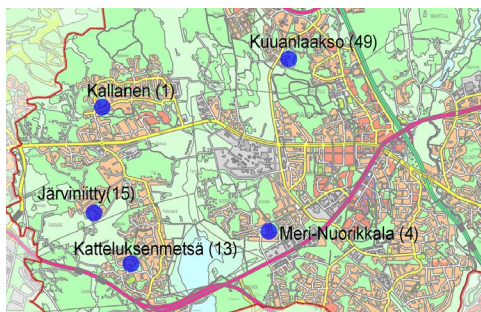 Kuuanlaakso (49)
Kallanen (1)
Järviniitty(15)
Meri-Nuorikkala (4)
Katteluksenmetsä (13)